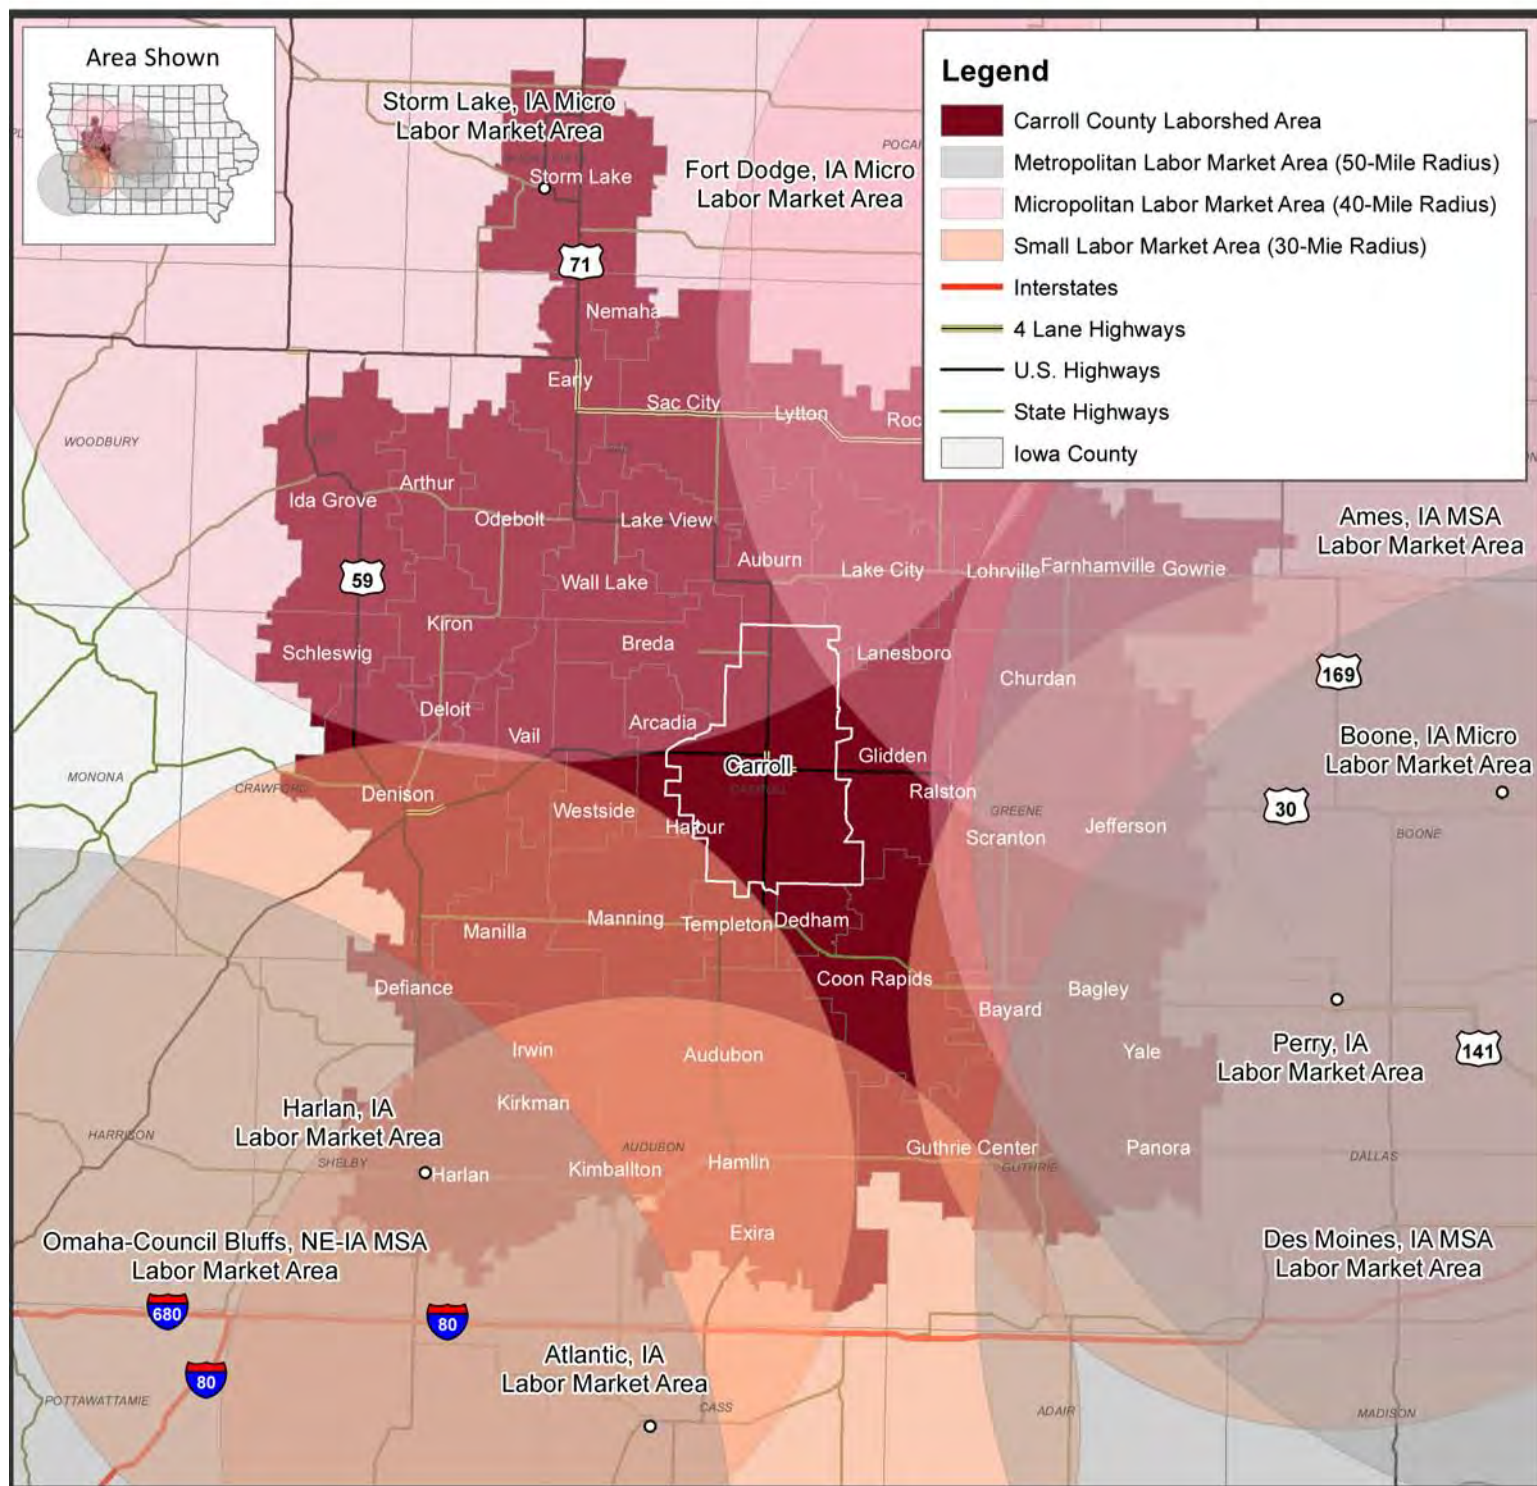 Area Shown
Legend
Carroll County Laborshed Area
Metropolitan Labor Market Area (50-Mile Radius)
Micropolitan Labor Market Area (40-Mile Radius)
Small Labor Market Area (30-Mie Radius)
Interstates
4 Lane Highways
U.S. Highways
State Highways
Iowa County
Storm Lake, IA Micro
Labor Market Area
Storm Lake
Fort Dodge, IA Micro
Labor Market Area
71
Nemaha
Early
Sac City
Lytton
WOODBURY
Ida Grove
Arthur
Odebolt
Lake View
Ames, IA MSA
Labor Market Area
59
Wall Lake
Auburn
Lake City
Lohrville
Farnhamville
Gowrie
Kiron
Schleswig
Breda
Lanesboro
Churdan
169
Deloit
Vail
Arcadia
Carroll
CARROLL
Glidden
Boone, IA Micro
Labor Market Area
MONONA
CRAWFORD
Denison
Westside
Halbur
Ralston
GREENE
Scranton
Jefferson
30
BOONE
Manilla
Manning
Templeton
Dedham
Defiance
Coon Rapids
Bayard
Bagley
Irwin
Audubon
Yale
Perry, IA
Labor Market Area
141
Kirkman
Harlan, IA
Labor Market Area
HARRISON
SHELBY
Harlan
AUDUBON
Kimballton
Hamlin
Guthrie Center
GUTHRIE
Panora
DALLAS
Exira
Omaha-Council Bluffs, NE-IA MSA
Labor Market Area
Des Moines, IA MSA
Labor Market Area
680
80
80
Atlantic, IA
Labor Market Area
POTTAWATTAMIE
CASS
ADAIR
MADISON